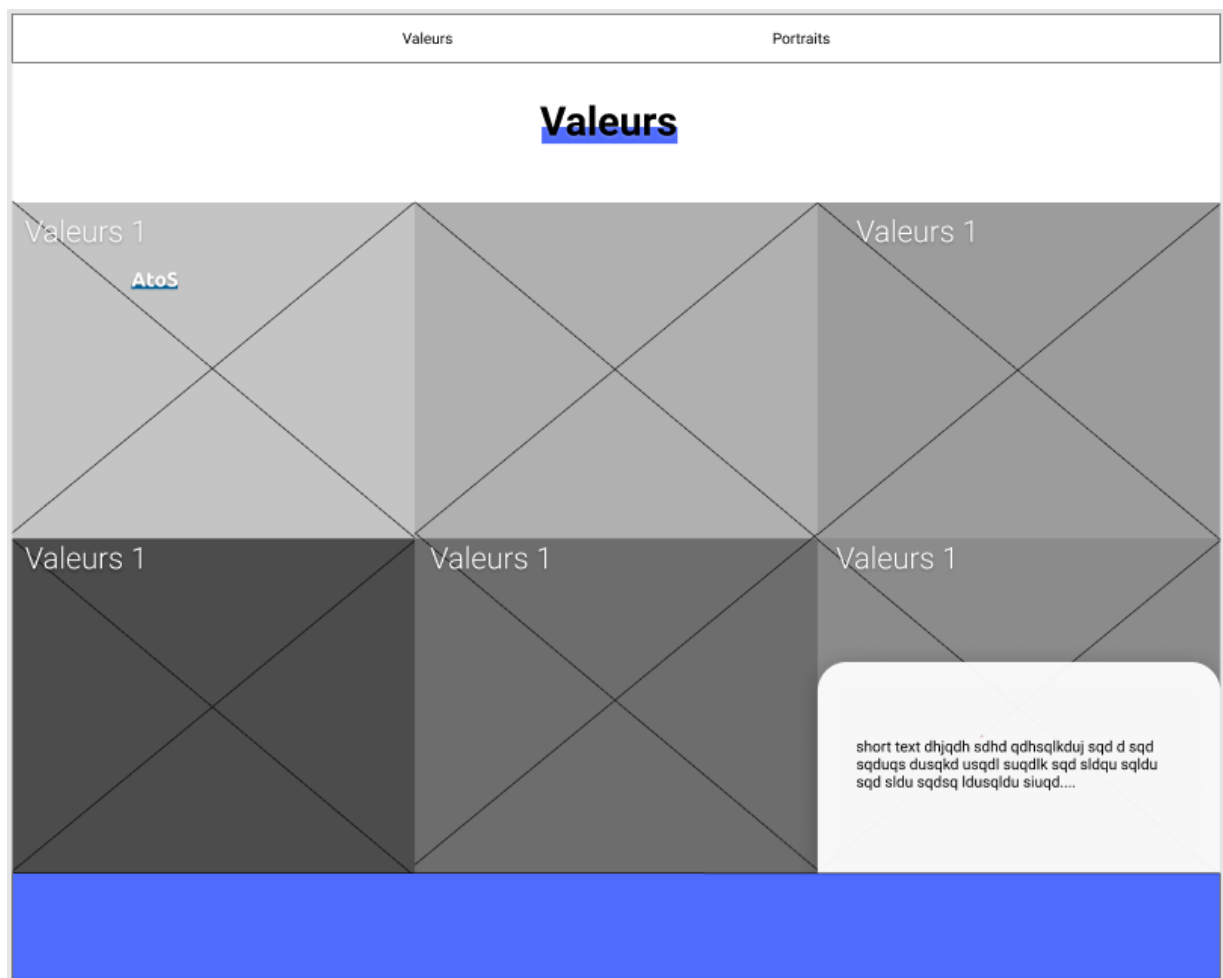 Valeurs
Portraits
Valeurs
Valeurs 1
Valeurs 1
AtoS
Valeurs 1
Valeurs 1
Valeurs 1
short text dhjqdh sdhd qdhsqlkduj sqd d sqd
sqduqs dusqkd usqdl suqdlk sqd sldqu sqldu
sqd sldu sqdsq ldusqldu siuqd....